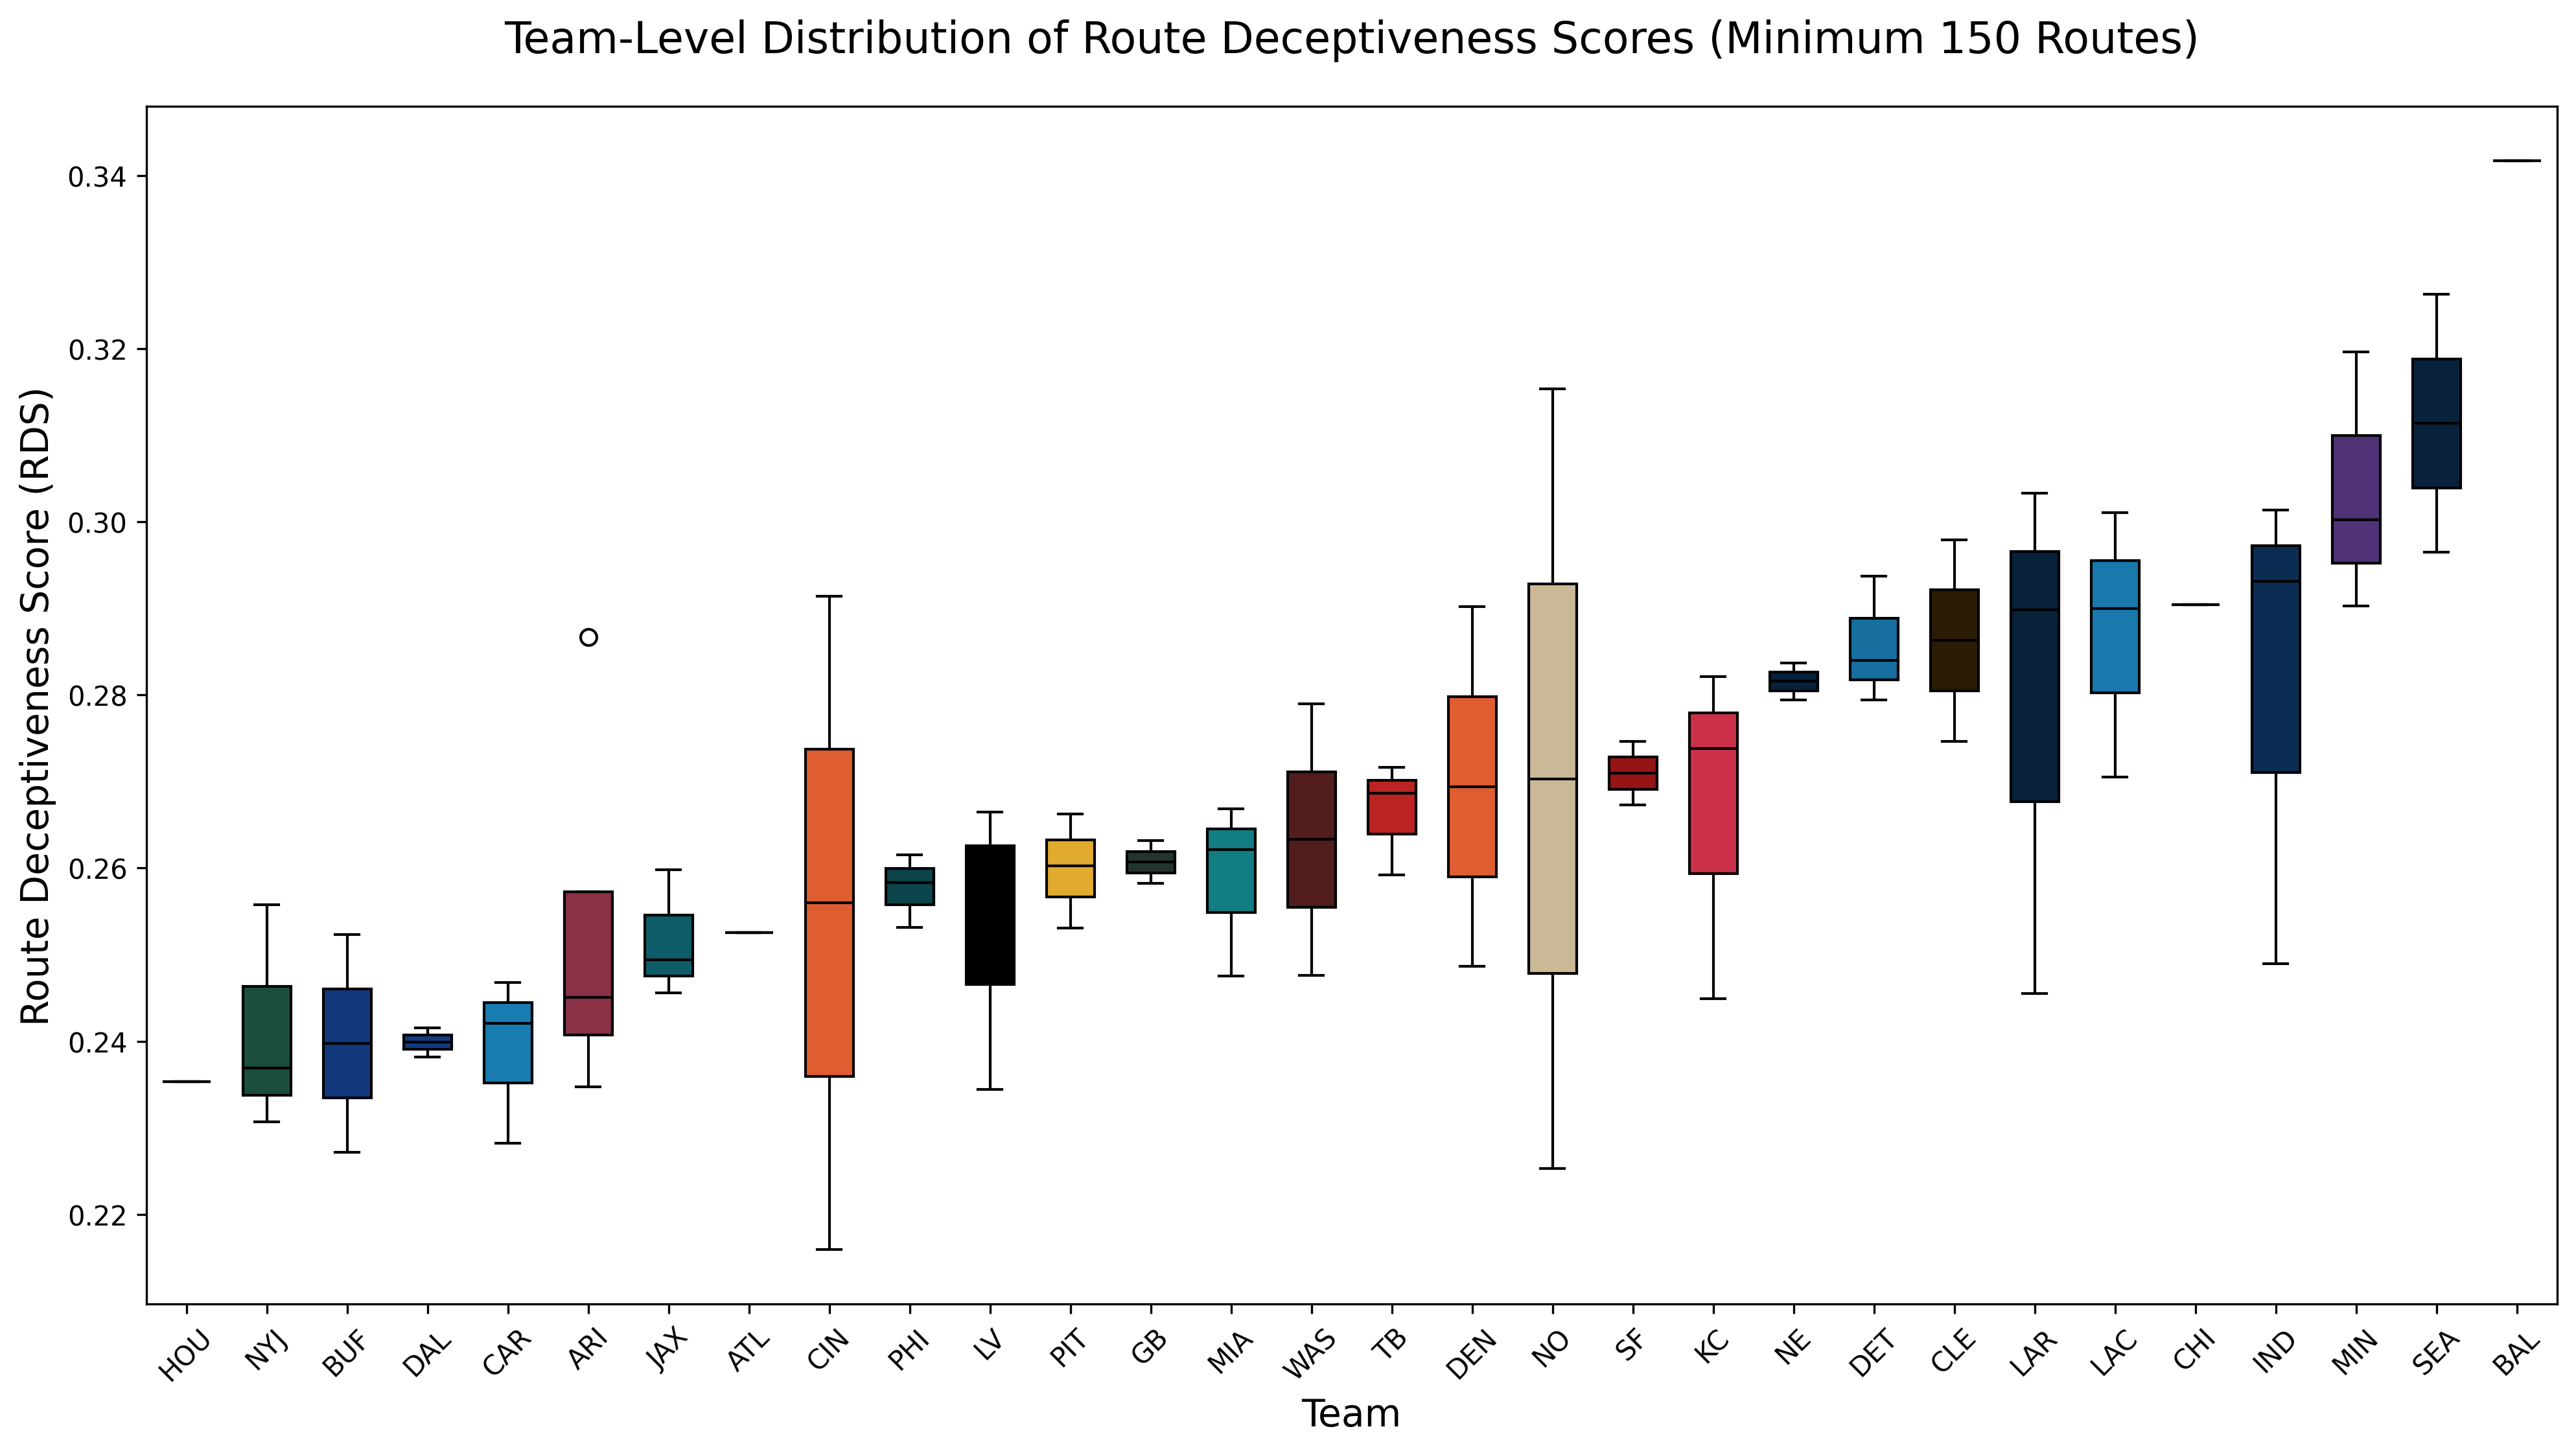 Team-Level Distribution of Route Deceptiveness Scores (Minimum 150 Routes)
Route Deceptiveness Score (RDS)
0.34
0.32
0.30
0.28
0.26
0.24
0.22
HOU NYJ BUF DAL CAR ARI JAX ATL CIN PHI LV PIT GB MIA WAS TB DEN NO SF KC NE DET CLE LAR LAC CHI IND MIN SEA BAL
Team